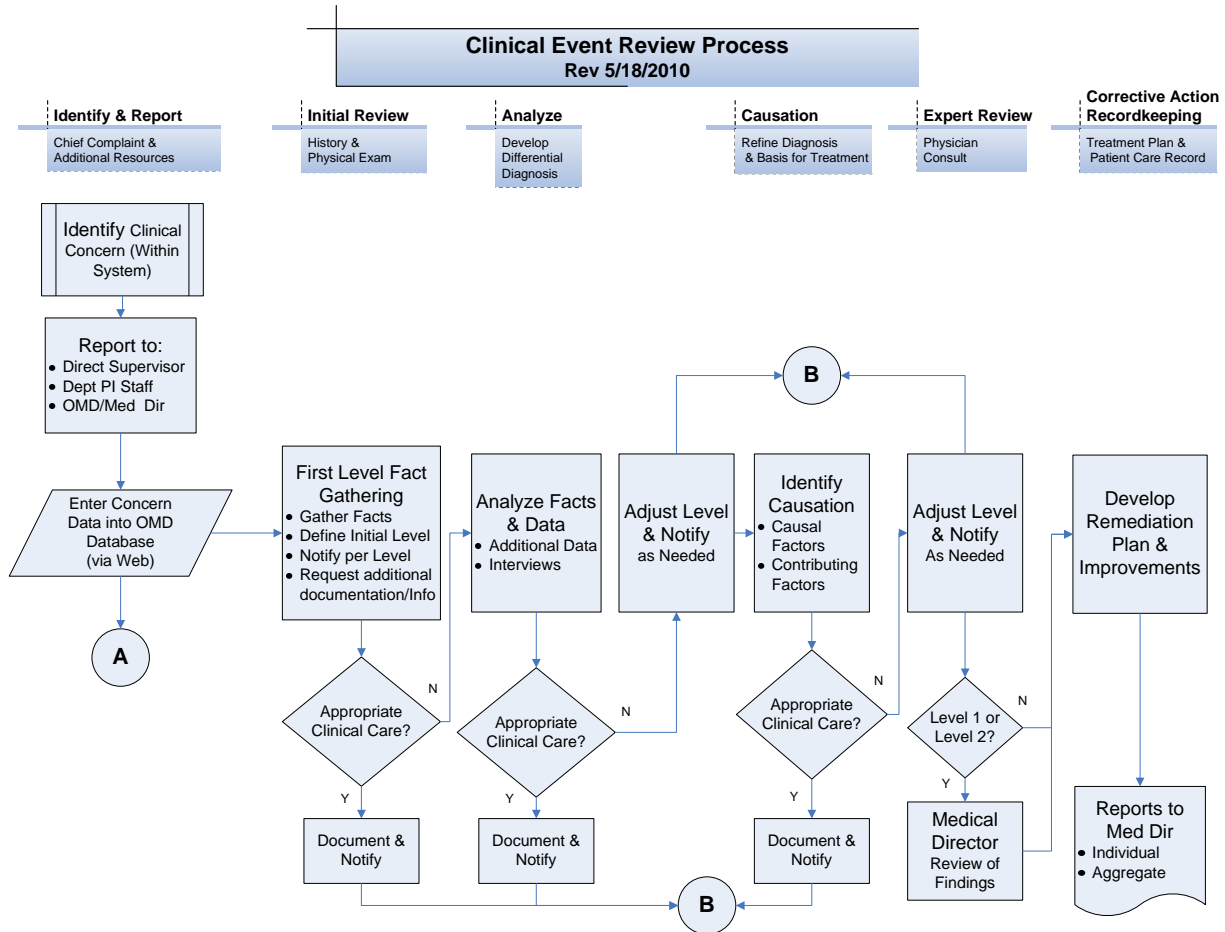 Clinical Event Review Process
Rev 5/18/2010
Identify & Report
Chief Complaint &
Additional Resources
Initial Review
History &
Physical Exam
Analyze
Develop
Differential
Diagnosis
Causation
Refine Diagnosis
& Basis for Treatment
Expert Review
Physician
Consult
Corrective Action
Recordkeeping
Treatment Plan &
Patient Care Record
Identify Clinical
Concern (Within
System)
Report to:
• Direct Supervisor
• Dept PI Staff
• OMD/Med Dir
Enter Concern
Data into OMD
Database
(via Web)
A
First Level Fact
Gathering
• Gather Facts
• Define Initial Level
• Notify per Level
• Request additional
documentation/Info
Appropriate
Clinical Care?
N
Y
Document &
Notify
Analyze Facts
& Data
• Additional Data
• Interviews
Appropriate
Clinical Care?
N
Y
Document &
Notify
Adjust Level
& Notify
as Needed
B
Identify
Causation
• Causal
Factors
• Contributing
Factors
Appropriate
Clinical Care?
N
Y
Document &
Notify
B
Adjust Level
& Notify
As Needed
Level 1 or
Level 2?
N
Y
Medical
Director
Review of
Findings
Develop
Remediation
Plan &
Improvements
Reports to
Med Dir
• Individual
• Aggregate